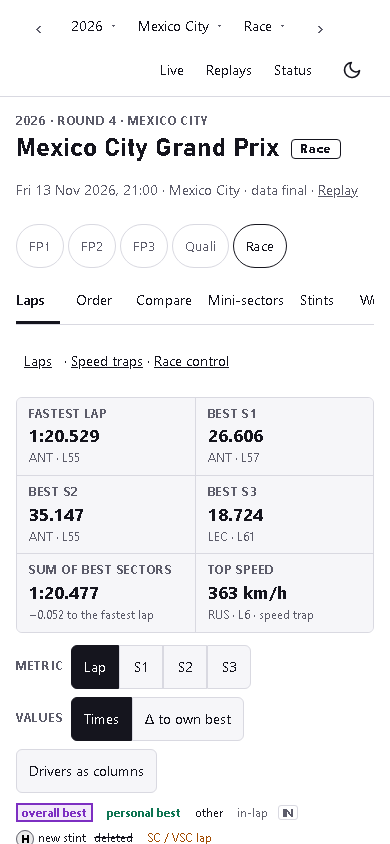 ‹ 2026 Mexico City Race ›
Live Replays Status
2026 · ROUND 4 · MEXICO CITY
Mexico City Grand Prix Race
Fri 13 Nov 2026, 21:00 · Mexico City · data final · Replay
FP1 FP2 FP3 Quali Race
Laps Order Compare Mini-sectors Stints
Laps · Speed traps · Race control
FASTEST LAP BEST S1
1:20.529 26.606
ANT · L55 ANT · L57
BEST S2 BEST S3
35.147 18.724
ANT · L55 LEC · L61
SUM OF BEST SECTORS TOP SPEED
1:20.477 363 km/h
−0.052 to the fastest lap RUS · L6 · speed trap
METRIC Lap S1 S2 S3
VALUES Times Δ to own best
Drivers as columns
overall best personal best other in-lap IN
H new stint deleted SC / VSC lap